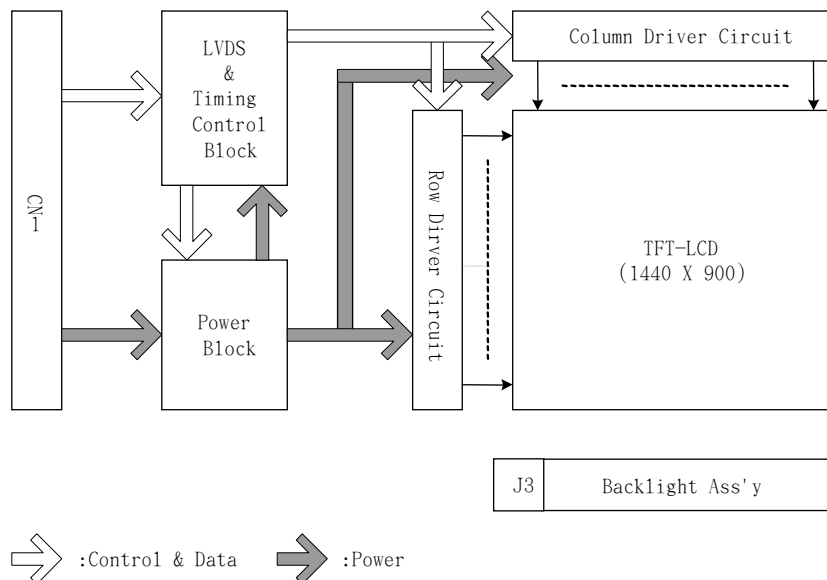 LVDS
&
Timing
Control
Block
Column Driver Circuit
CN-1
Row Dirver Circuit
TFT-LCD
(1440 X 900)
Power
Block
J3
Backlight Ass'y
:Control & Data
:Power